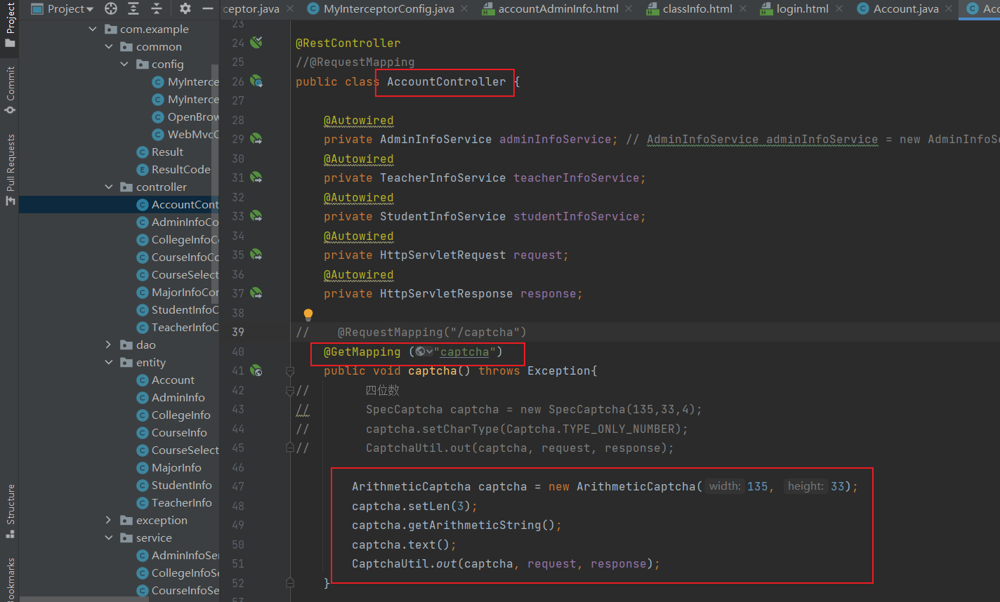 Project
ceptor.java
MyInterceptorConfig.java
accountAdminInfo.html
classInfo.html
login.html
Account.java
Acc
Project
Commit
Pull Requests
Structure
Bookmarks
com.example
common
config
MyInterce
MyInterce
OpenBrow
WebMvcC
Result
ResultCode
controller
AccountCont
AdminInfoCo
CollegeInfoC
CourseInfoCo
CourseSelect
MajorInfoCon
StudentInfoC
TeacherInfoC
dao
entity
Account
AdminInfo
CollegeInfo
CourseInfo
CourseSelect
MajorInfo
StudentInfo
TeacherInfo
exception
service
AdminInfoSer
CollegeInfoSe
CourseInfoSe
23
24 @RestController
25 //@RequestMapping
26 public class AccountController {
27
28 @Autowired
29 private AdminInfoService adminInfoService; // AdminInfoService adminInfoService = new AdminInfoSe
30 @Autowired
31 private TeacherInfoService teacherInfoService;
32 @Autowired
33 private StudentInfoService studentInfoService;
34 @Autowired
35 private HttpServletRequest request;
36 @Autowired
37 private HttpServletResponse response;
38
39 // @RequestMapping("/captcha")
40 @GetMapping ("captcha")
41 public void captcha() throws Exception{
42 // 四位数
43 // SpecCaptcha captcha = new SpecCaptcha(135,33,4);
44 // captcha.setCharType(Captcha.TYPE_ONLY_NUMBER);
45 // CaptchaUtil.out(captcha, request, response);
46
47 ArithmeticCaptcha captcha = new ArithmeticCaptcha( width: 135, height: 33);
48 captcha.setLen(3);
49 captcha.getArithmeticString();
50 captcha.text();
51 CaptchaUtil.out(captcha, request, response);
52 }
53